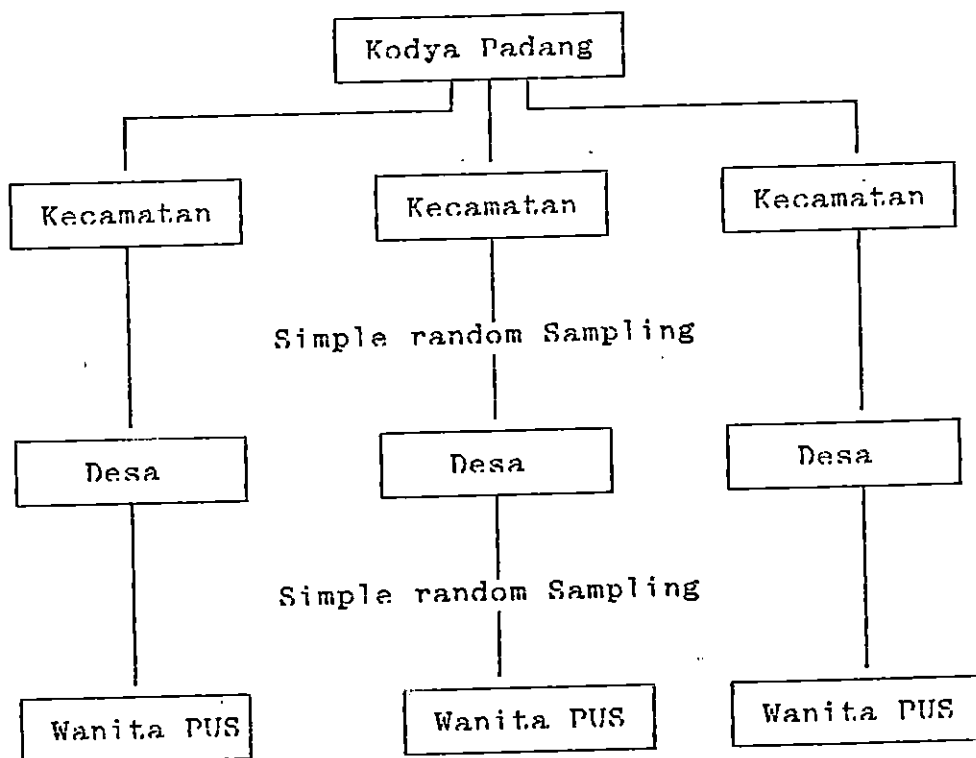 Kodya Padang
Kecamatan Kecamatan Kecamatan
Simple random Sampling
Desa Desa Desa
Simple random Sampling
Wanita PUS Wanita PUS Wanita PUS